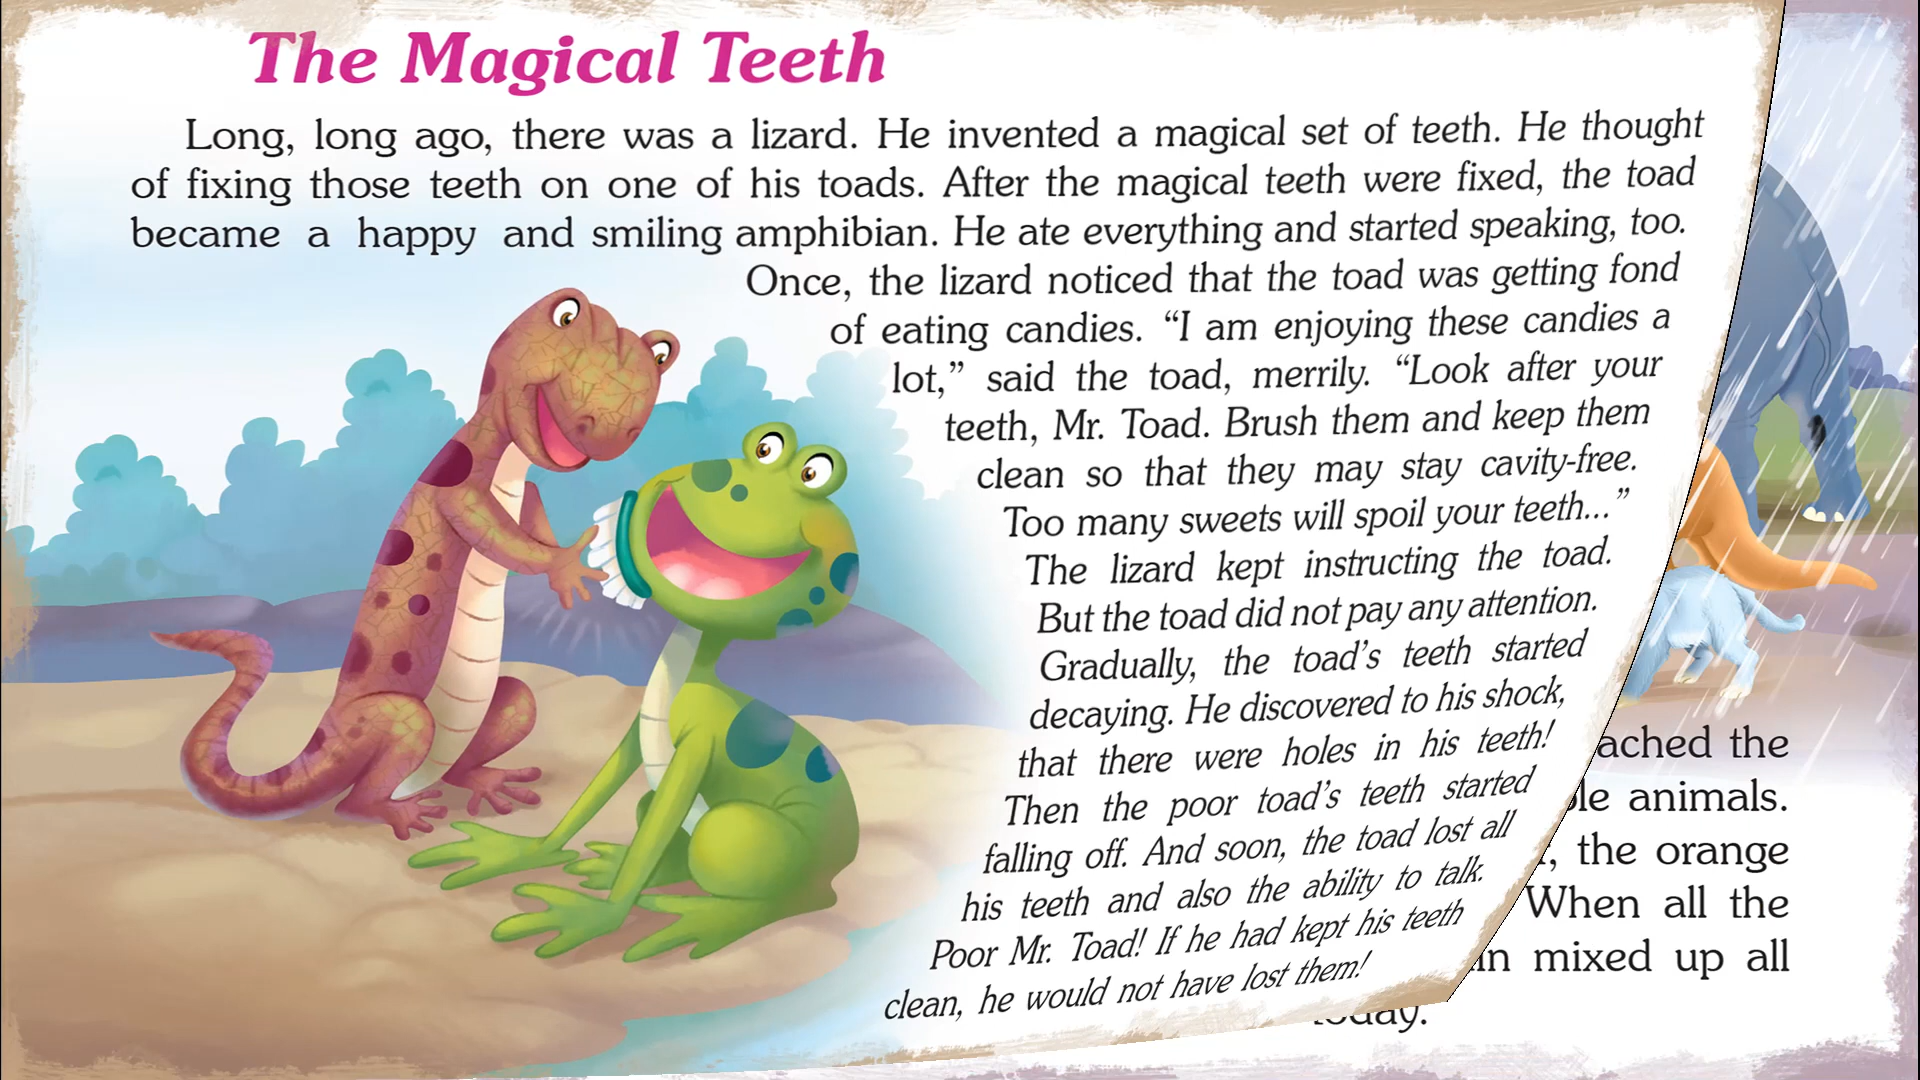 The Magical Teeth
Long, long ago, there was a lizard. He invented a magical set of teeth. He thought
of fixing those teeth on one of his toads. After the magical teeth were fixed, the toad
became a happy and smiling amphibian. He ate everything and started speaking, too.
Once, the lizard noticed that the toad was getting fond
of eating candies. “I am enjoying these candies a
lot,” said the toad, merrily. “Look after your
teeth, Mr. Toad. Brush them and keep them
clean so that they may stay cavity-free.
Too many sweets will spoil your teeth...”
The lizard kept instructing the toad.
But the toad did not pay any attention.
Gradually, the toad’s teeth started
decaying. He discovered to his shock,
that there were holes in his teeth!
Then the poor toad’s teeth started
falling off. And soon, the toad lost all
his teeth and also the ability to talk.
Poor Mr. Toad! If he had kept his teeth
clean, he would not have lost them!
the
animals.
the orange
When all the
mixed up all
today.